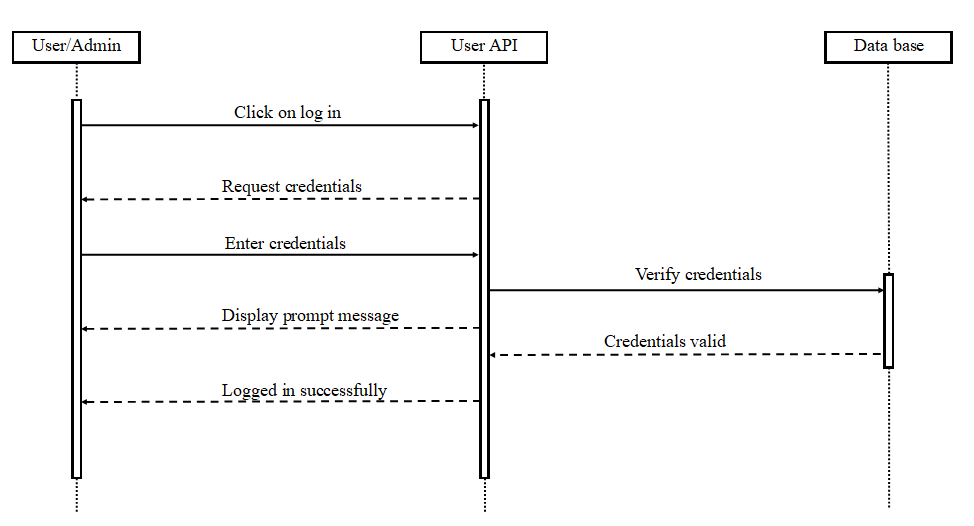 User/Admin
User API
Data base
Click on log in
Request credentials
Enter credentials
Verify credentials
Display prompt message
Credentials valid
Logged in successfully